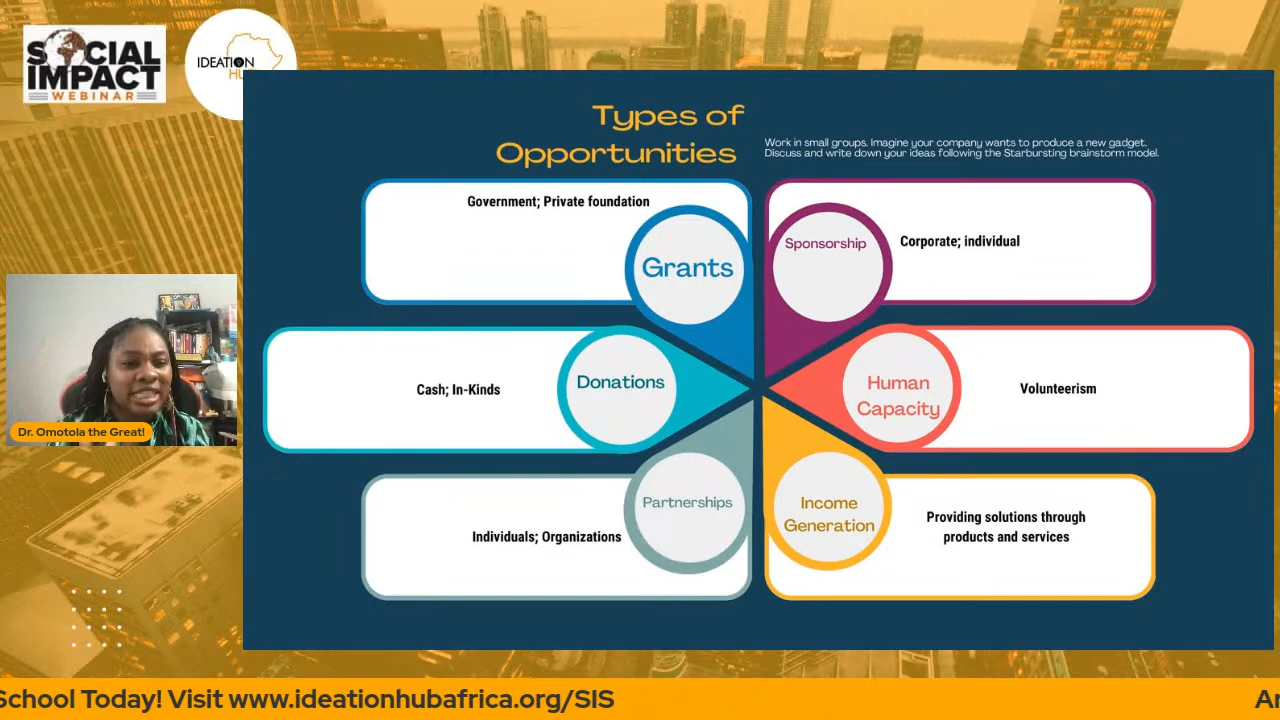 SOCIAL
IMPACT
WEBINAR
IDEATION
HU
Types of
Opportunities
Work in small groups. Imagine your company wants to produce a new gadget.
Discuss and write down your ideas following the Starbursting brainstorm model.
Government; Private foundation
Grants
Sponsorship
Corporate; individual
Cash; In-Kinds
Donations
Human
Capacity
Volunteerism
Individuals; Organizations
Partnerships
Income
Generation
Providing solutions through
products and services
Dr. Omotola the Great!
School Today! Visit www.ideationhubafrica.org/SIS
Ar